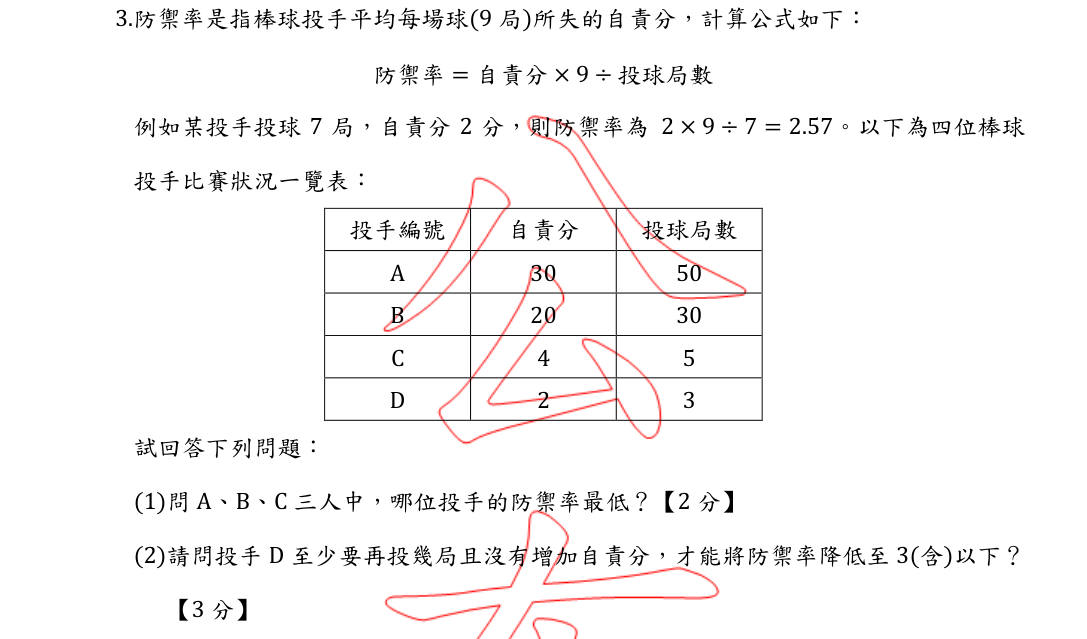 3.防禦率是指棒球投手平均每場球(9 局)所失的自責分，計算公式如下：
防禦率 = 自責分 × 9 ÷ 投球局數
例如某投手投球 7 局，自責分 2 分，則防禦率為 2 × 9 ÷ 7 = 2.57。以下為四位棒球
投手比賽狀況一覽表：
投手編號 自責分 投球局數
A 30 50
B 20 30
C 4 5
D 2 3
試回答下列問題：
(1)問 A、B、C 三人中，哪位投手的防禦率最低？【2 分】
(2)請問投手 D 至少要再投幾局且沒有增加自責分，才能將防禦率降低至 3(含)以下？
【3 分】